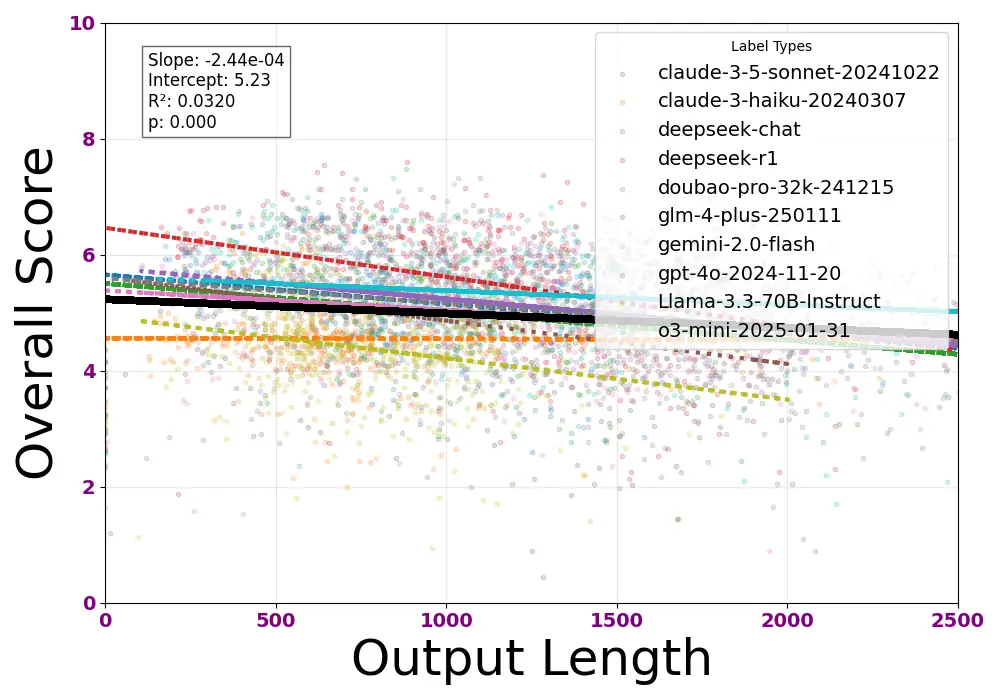 10
8
6
4
2
0
Overall Score
Slope: -2.44e-04
Intercept: 5.23
R²: 0.0320
p: 0.000
Label Types
claude-3-5-sonnet-20241022
claude-3-haiku-20240307
deepseek-chat
deepseek-r1
doubao-pro-32k-241215
glm-4-plus-250111
gemini-2.0-flash
gpt-4o-2024-11-20
Llama-3.3-70B-Instruct
o3-mini-2025-01-31
0 500 1000 1500 2000 2500
Output Length